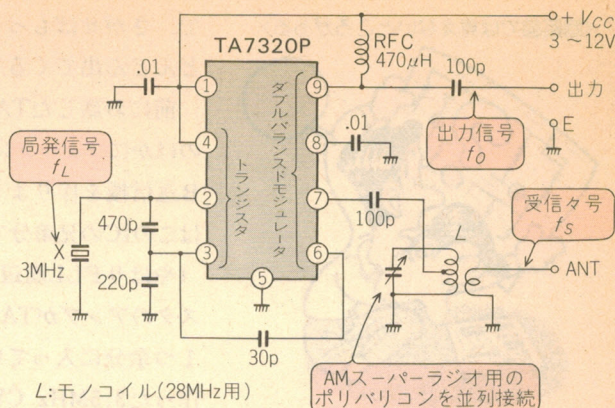 TA7320P
RFC
470μH
+VCC
3〜12V
100p
出力
E
出力信号
fO
.01
① ⑨
④ ⑧
② ⑦
③ ⑥
⑤
トランジスタ
ダブルバランスドモジュレータ
.01
局発信号
fL
X
3MHz
470p
220p
100p
L
受信々号
fS
ANT
30p
L:モノコイル(28MHz用)
AMスーパーラジオ用の
ポリバリコンを並列接続